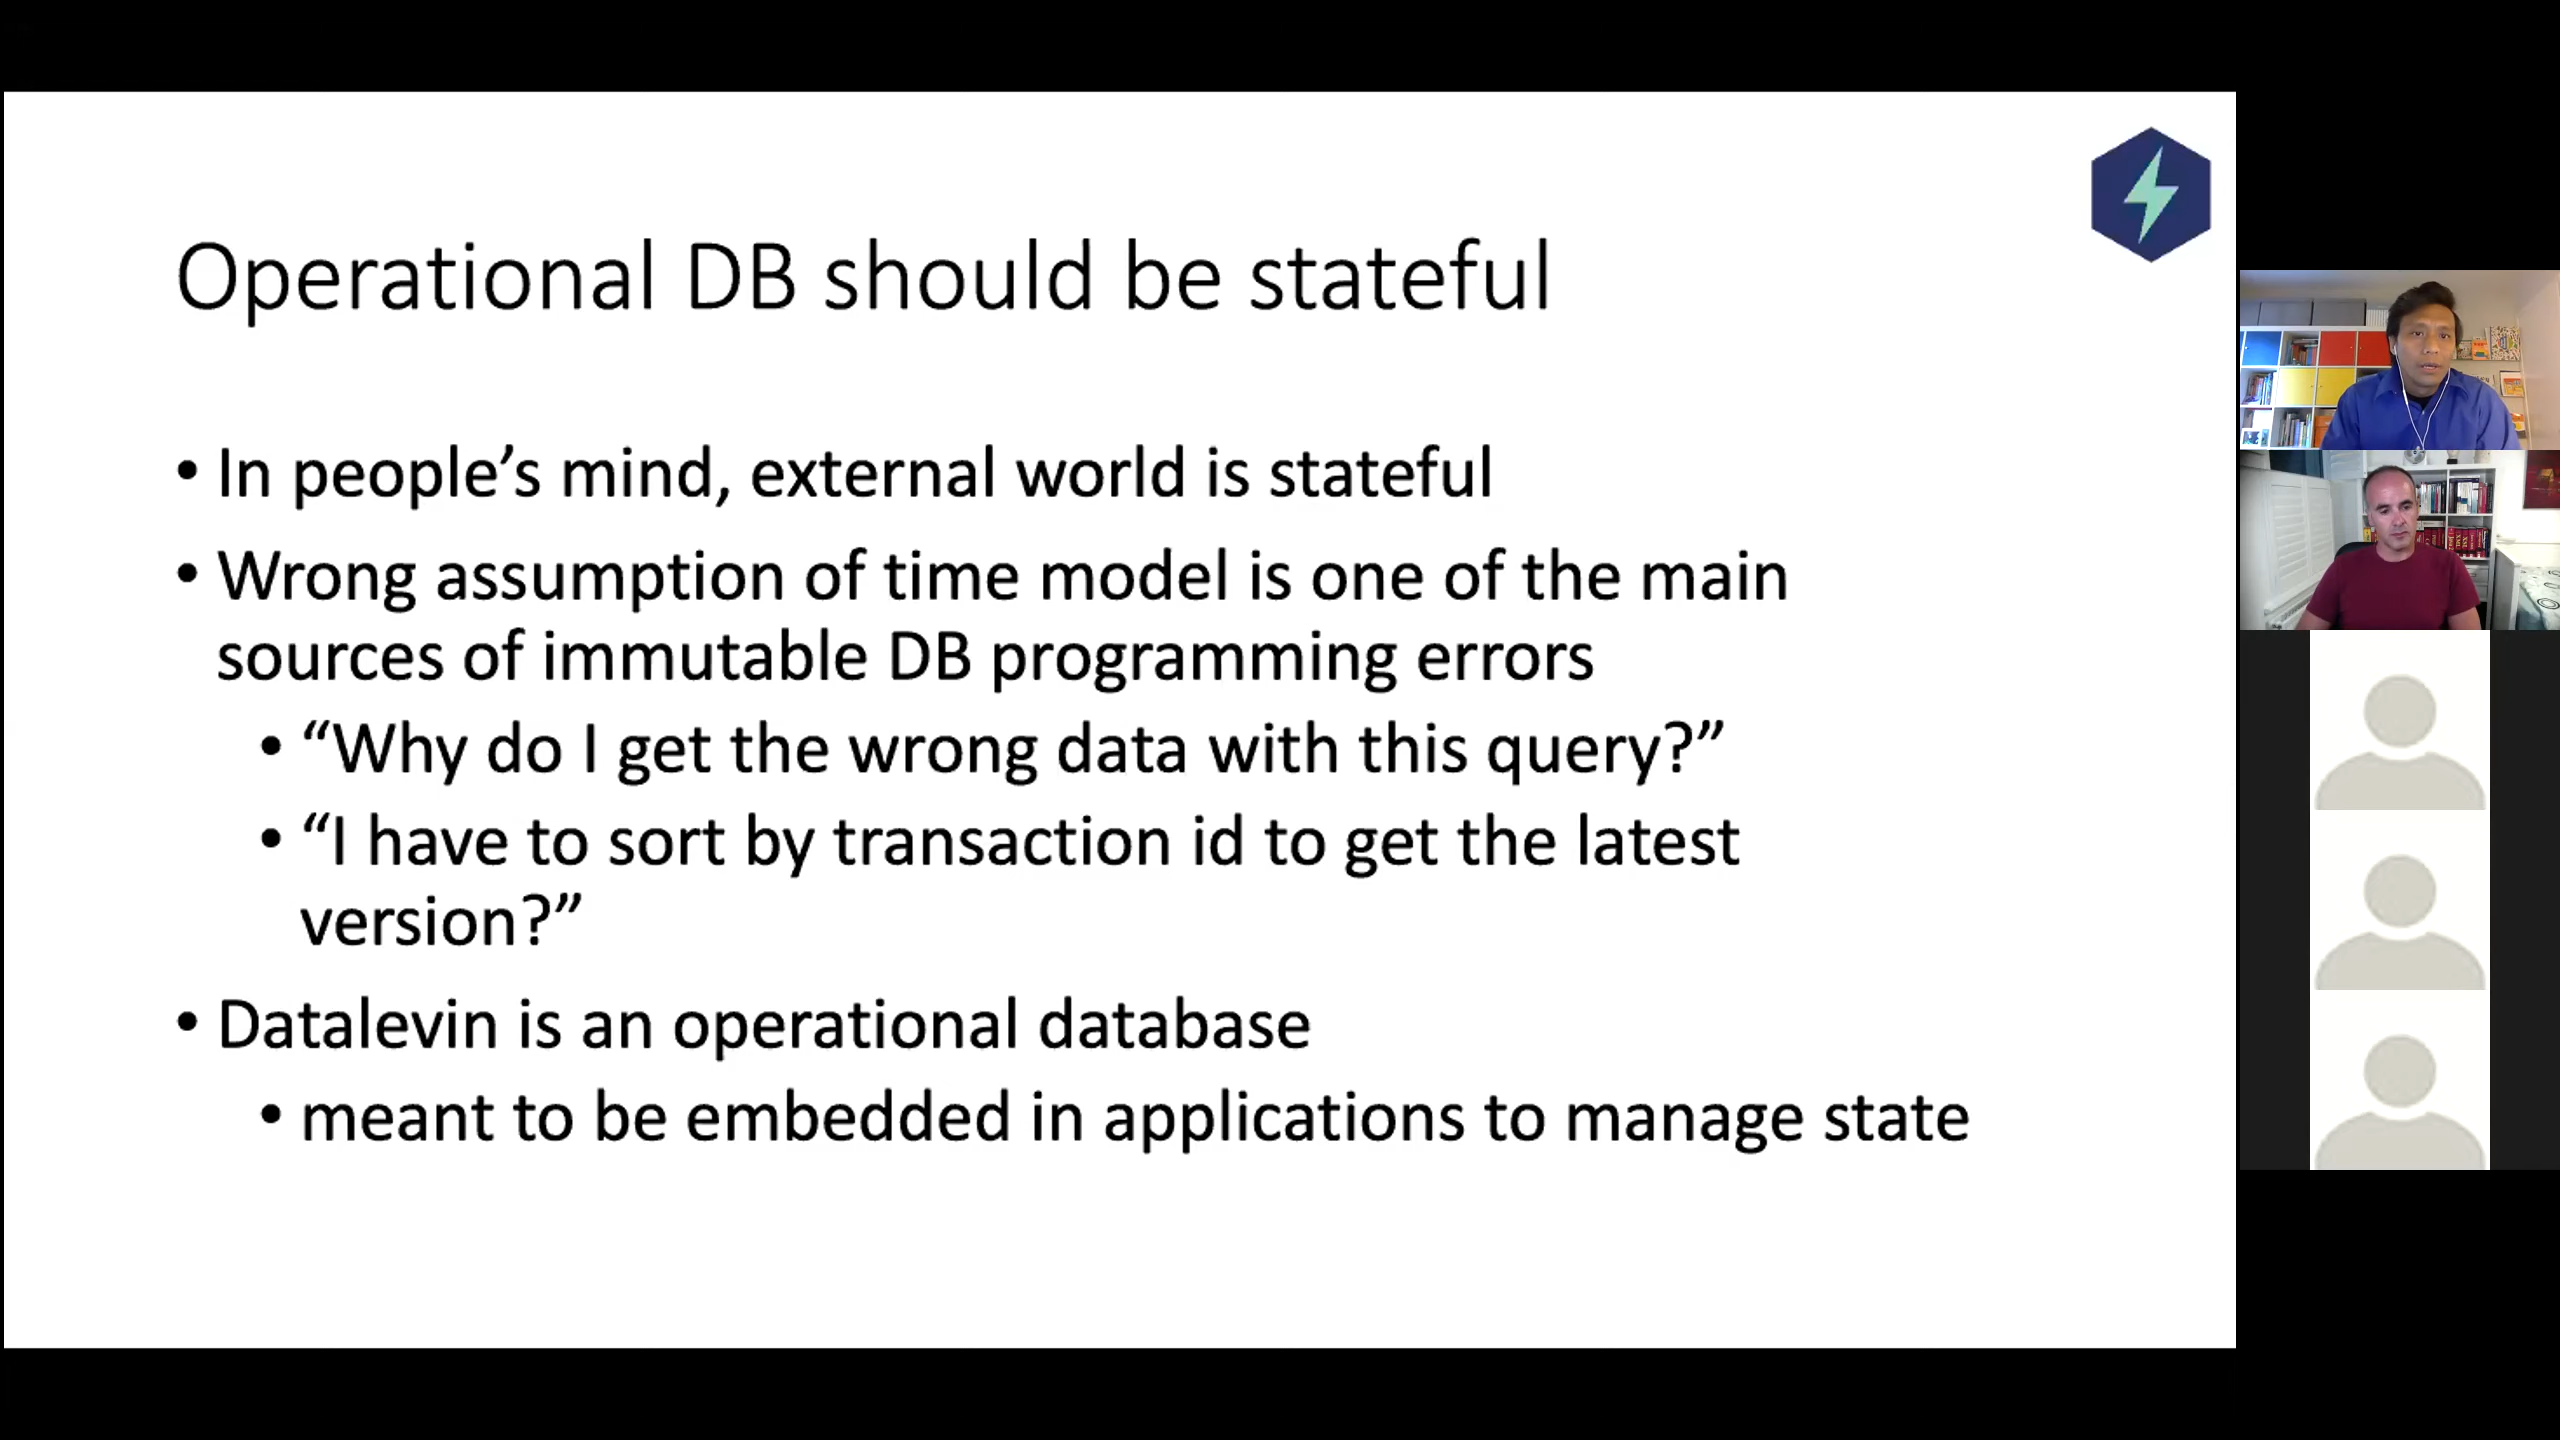 Operational DB should be stateful
• In people’s mind, external world is stateful
• Wrong assumption of time model is one of the main
sources of immutable DB programming errors
• “Why do I get the wrong data with this query?”
• “I have to sort by transaction id to get the latest
version?”
• Datalevin is an operational database
• meant to be embedded in applications to manage state